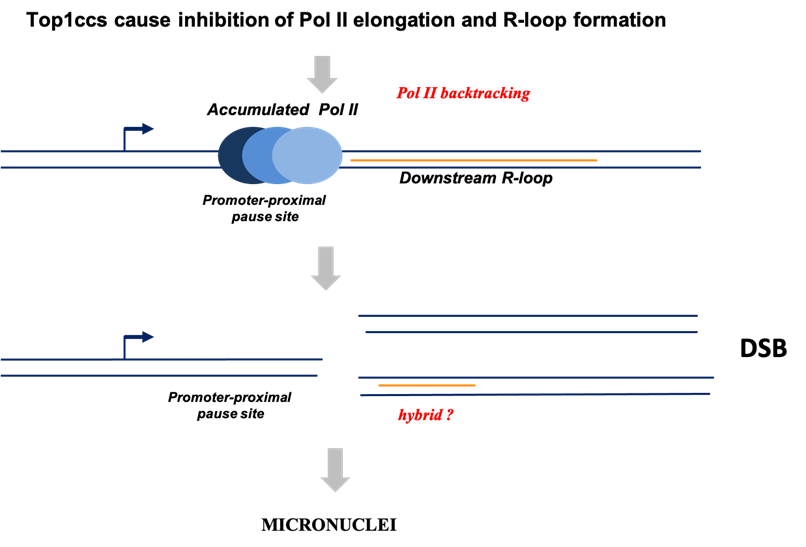 Top1ccs cause inhibition of Pol II elongation and R-loop formation
Pol II backtracking
Accumulated Pol II
Downstream R-loop
Promoter-proximal
pause site
DSB
Promoter-proximal
pause site
hybrid ?
MICRONUCLEI